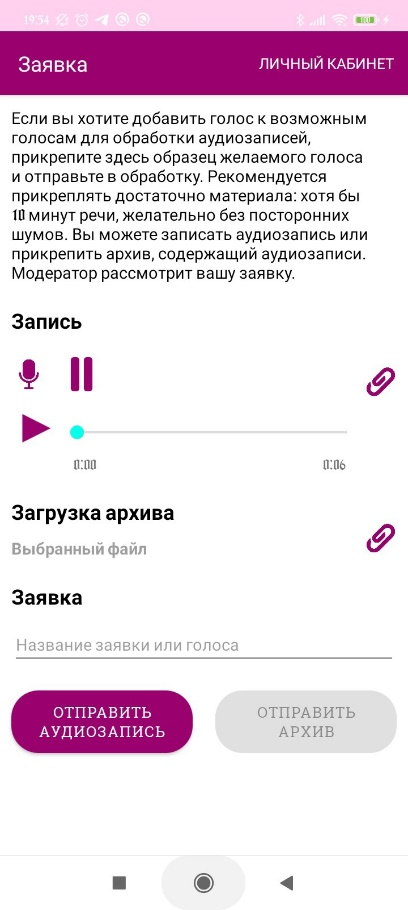 19:54
Заявка
ЛИЧНЫЙ КАБИНЕТ
Если вы хотите добавить голос к возможным
голосам для обработки аудиозаписей,
прикрепите здесь образец желаемого голоса
и отправьте в обработку. Рекомендуется
прикреплять достаточно материала: хотя бы
10 минут речи, желательно без посторонних
шумов. Вы можете записать аудиозапись или
прикрепить архив, содержащий аудиозаписи.
Модератор рассмотрит вашу заявку.
Запись
0:00
0:06
Загрузка архива
Выбранный файл
Заявка
Название заявки или голоса
ОТПРАВИТЬ
АУДИОЗАПИСЬ
ОТПРАВИТЬ
АРХИВ